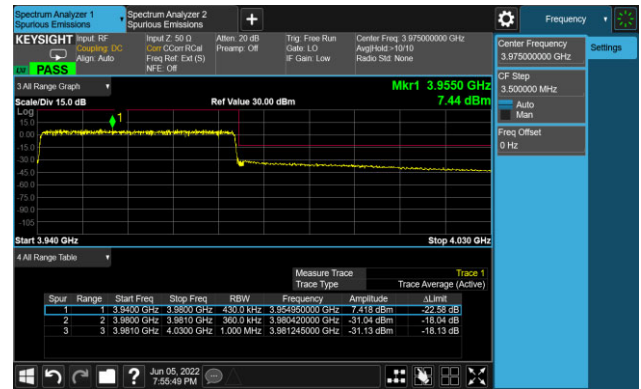 Spectrum Analyzer 1
Spurious Emissions
Spectrum Analyzer 2
Spurious Emissions
+
Frequency
KEYSIGHT
Input: RF
Coupling: DC
Align: Auto
Input Z: 50 Ω
Corr CCorr RCal
Freq Ref: Ext (S)
NFE: Off
Atten: 20 dB
Preamp: Off
Trig: Free Run
Gate: LO
IF Gain: Low
Center Freq: 3.975000000 GHz
Avg|Hold:>10/10
Radio Std: None
LXI
PASS
Center Frequency
3.975000000 GHz
Settings
CF Step
3.500000 MHz
Auto
Man
Freq Offset
0 Hz
3 All Range Graph
Mkr1 3.9550 GHz
Scale/Div 15.0 dB
Ref Value 30.00 dBm
7.44 dBm
Log
1
15.0
0.00
-15.0
-30.0
-45.0
-60.0
-75.0
-90.0
-105
Start 3.940 GHz
Stop 4.030 GHz
4 All Range Table
Measure Trace Trace 1
Trace Type Trace Average (Active)
Spur Range Start Freq Stop Freq RBW Frequency Amplitude ΔLimit
1 1 3.9400 GHz 3.9800 GHz 430.0 kHz 3.954950000 GHz 7.418 dBm -22.58 dB
2 2 3.9800 GHz 3.9810 GHz 360.0 kHz 3.980420000 GHz -31.04 dBm -18.04 dB
3 3 3.9810 GHz 4.0300 GHz 1.000 MHz 3.981245000 GHz -31.13 dBm -18.13 dB
?
Jun 05, 2022
7:55:49 PM